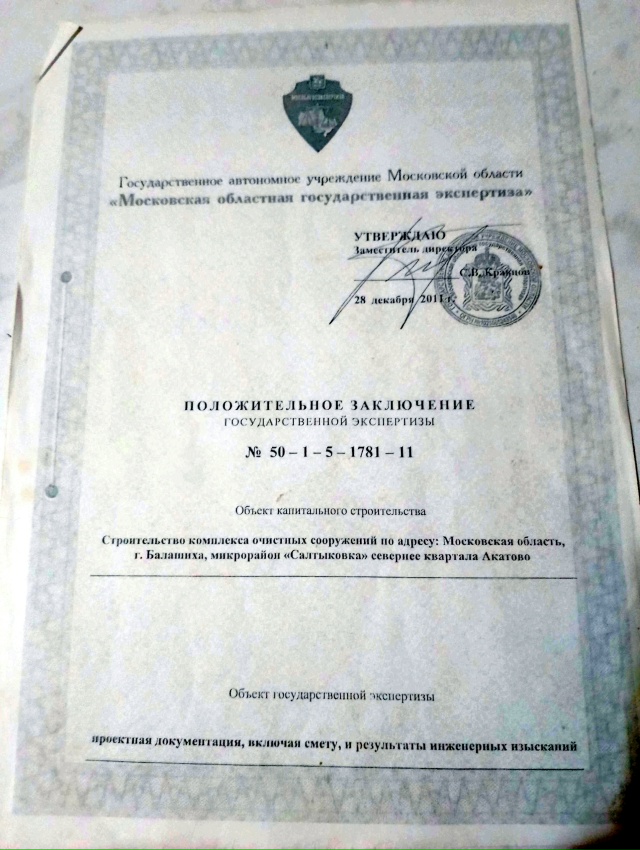 Государственное автономное учреждение Московской области
«Московская областная государственная экспертиза»
УТВЕРЖДАЮ
Заместитель директора
С.В.
28 декабря 2011 г.
ПОЛОЖИТЕЛЬНОЕ ЗАКЛЮЧЕНИЕ
ГОСУДАРСТВЕННОЙ ЭКСПЕРТИЗЫ
№ 50 – 1 – 5 – 1781 – 11
Объект капитального строительства
Строительство комплекса очистных сооружений по адресу: Московская область,
г. Балашиха, микрорайон «Салтыковка» севернее квартала Акатово
Объект государственной экспертизы
проектная документация, включая смету, и результаты инженерных изысканий